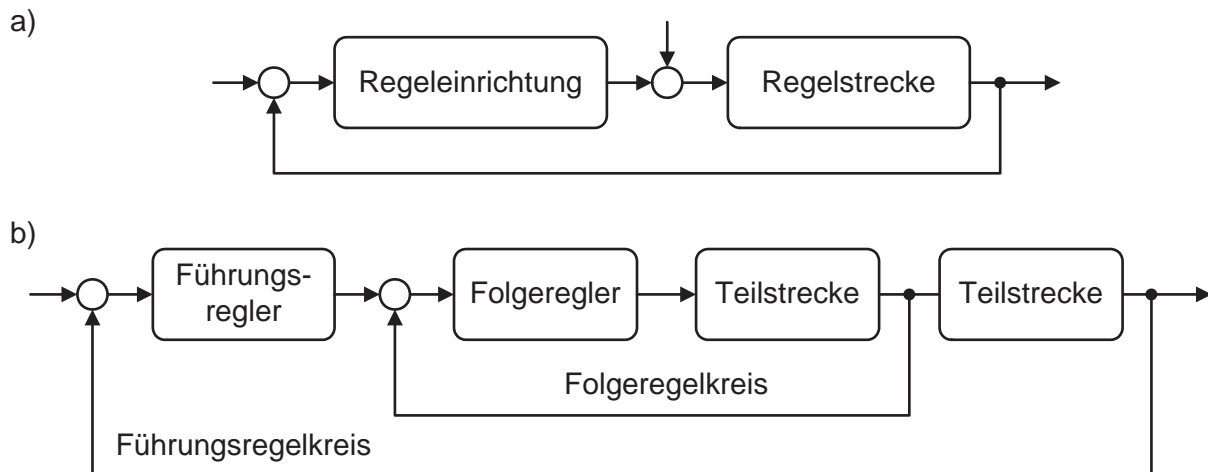 a)
Regeleinrichtung
Regelstrecke
b)
Führungs-
regler
Folgeregler
Teilstrecke
Teilstrecke
Folgeregelkreis
Führungsregelkreis